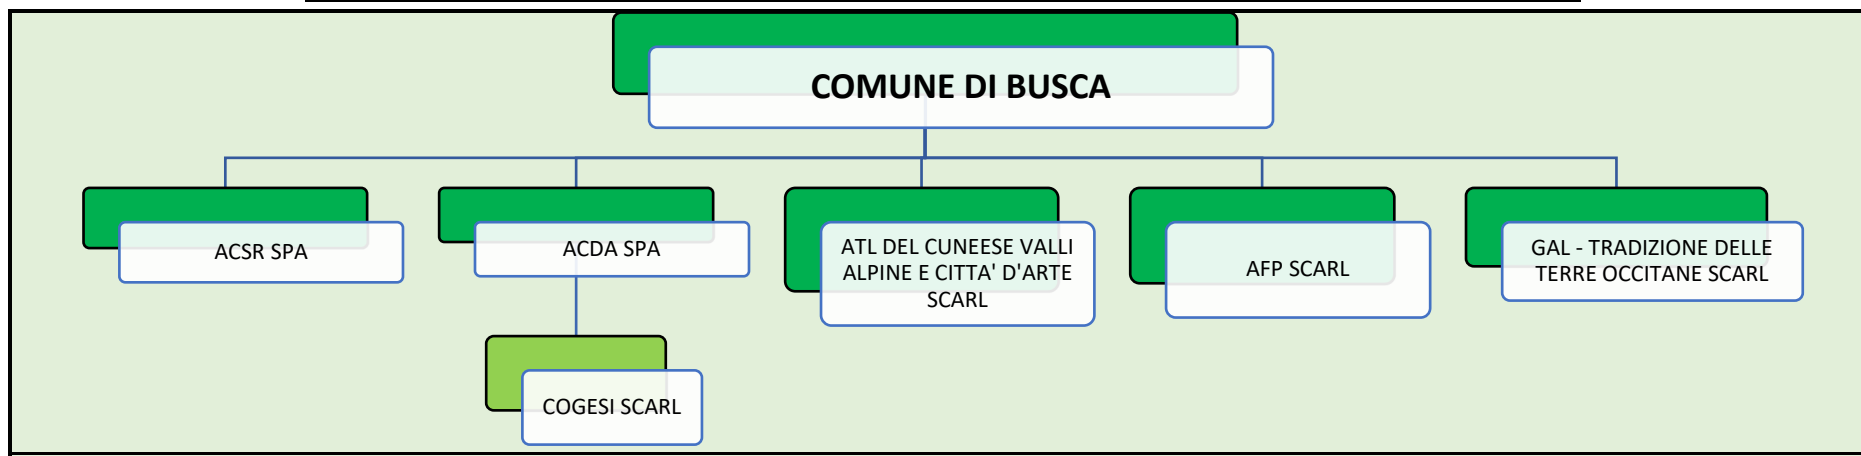 COMUNE DI BUSCA
ACSR SPA
ACDA SPA
ATL DEL CUNEESE VALLI
ALPINE E CITTA' D'ARTE
SCARL
AFP SCARL
GAL - TRADIZIONE DELLE
TERRE OCCITANE SCARL
COGESI SCARL